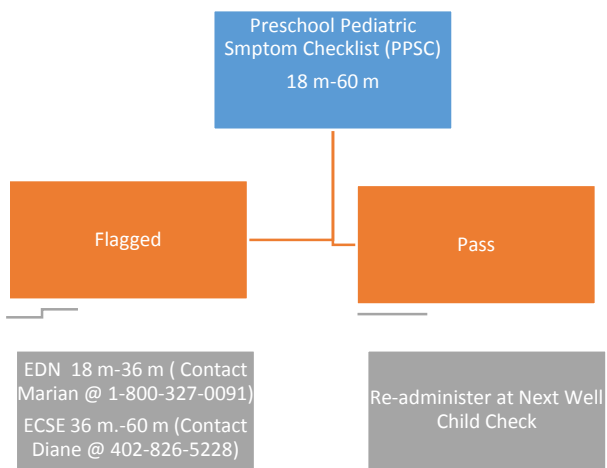 Preschool Pediatric
Smptom Checklist (PPSC)
18 m-60 m
Flagged
Pass
EDN  18 m-36 m ( Contact
Marian @ 1-800-327-0091)
ECSE 36 m.-60 m (Contact
Diane @ 402-826-5228)
Re-administer at Next Well
Child Check